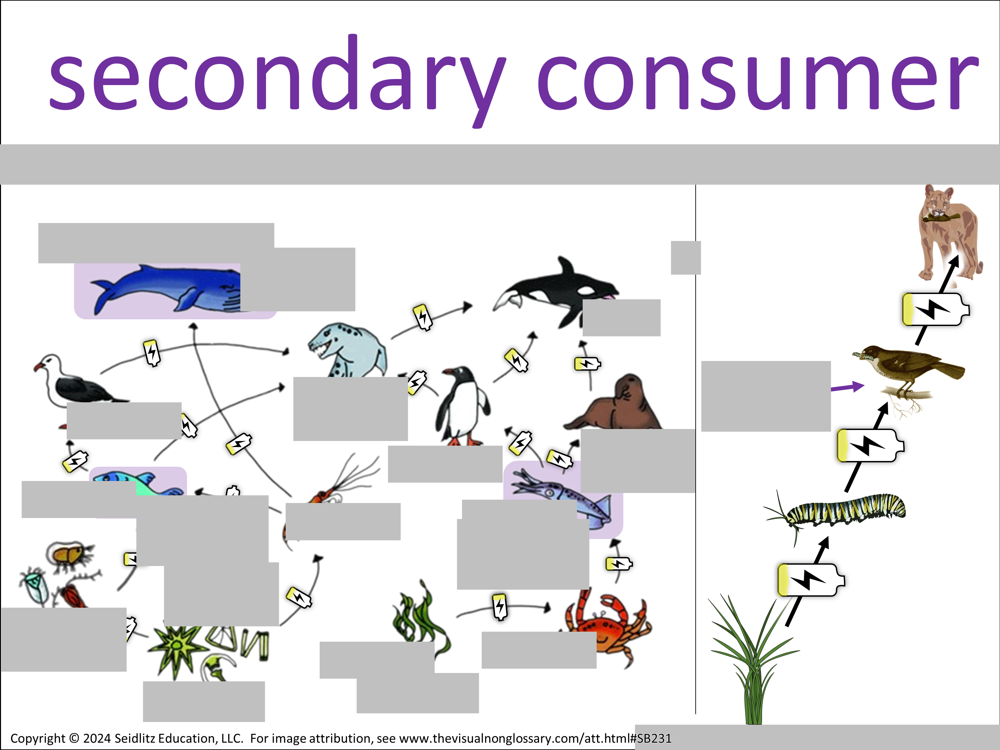 secondary consumer
Copyright © 2024 Seidlitz Education, LLC.  For image attribution, see www.thevisualnonglossary.com/att.html#SB231